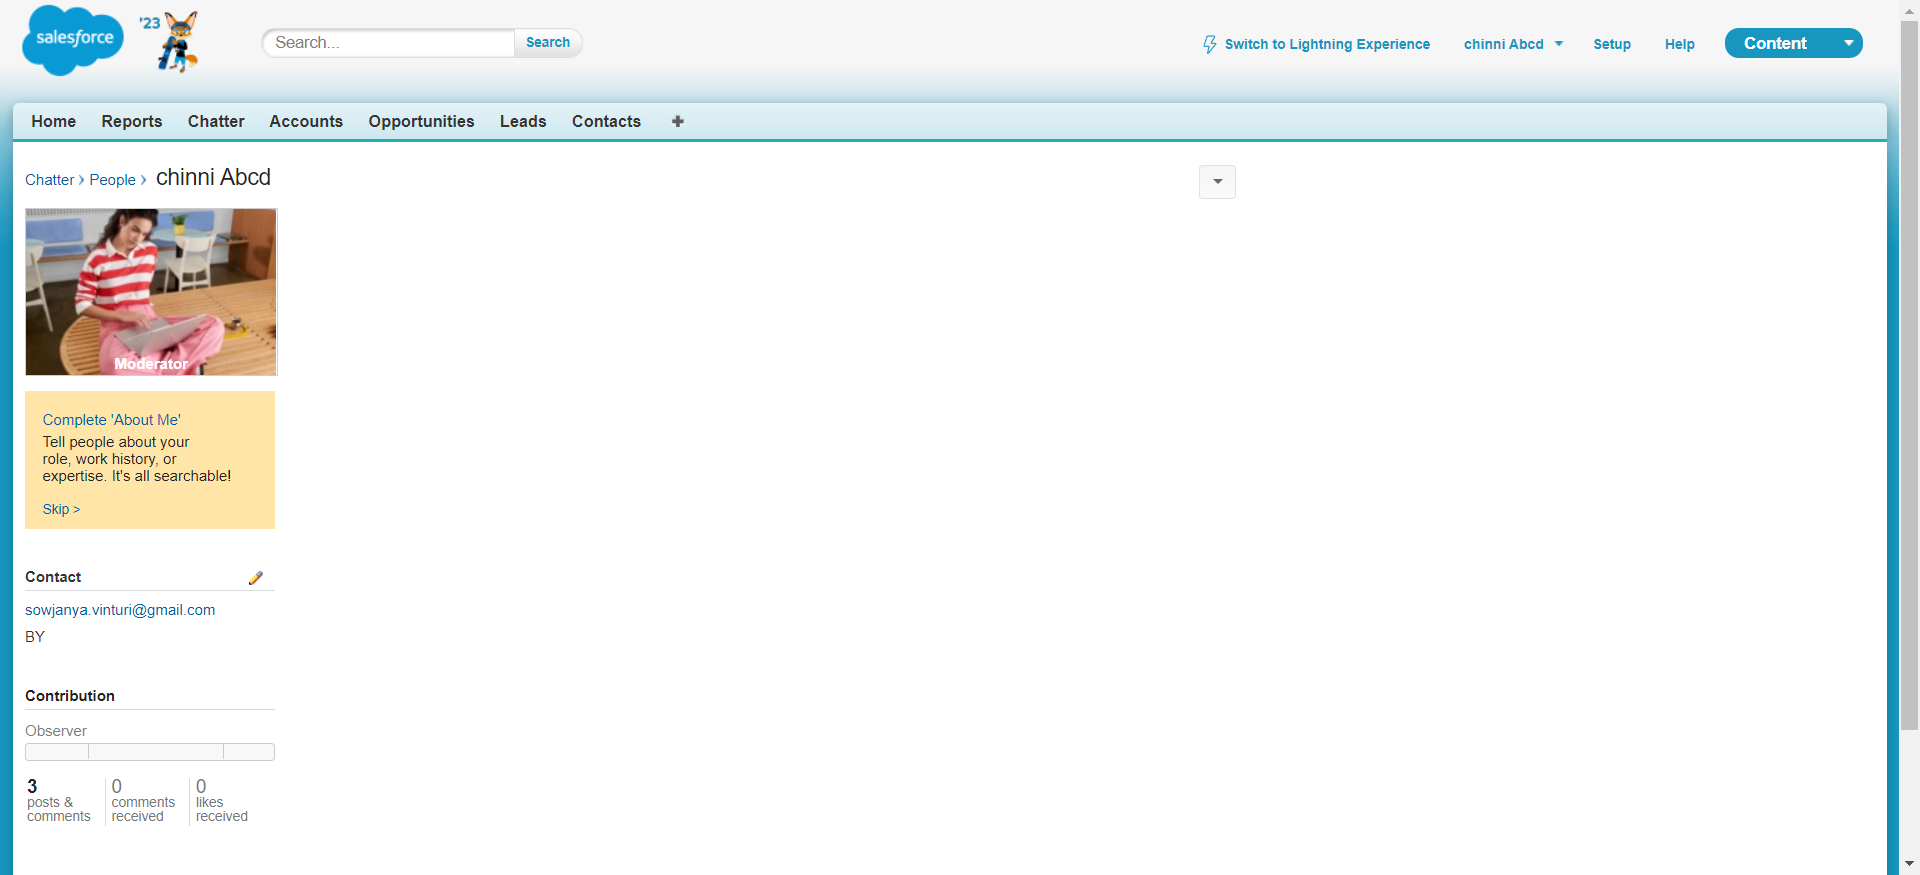 salesforce
'23
Search...
Search
Switch to Lightning Experience
chinni Abcd
Setup
Help
Content
Home
Reports
Chatter
Accounts
Opportunities
Leads
Contacts
Chatter › People › chinni Abcd
Moderator
Complete 'About Me'
Tell people about your
role, work history, or
expertise. It's all searchable!
Skip >
Contact
sowjanya.vinturi@gmail.com
BY
Contribution
Observer
3
posts &
comments
0
comments
received
0
likes
received